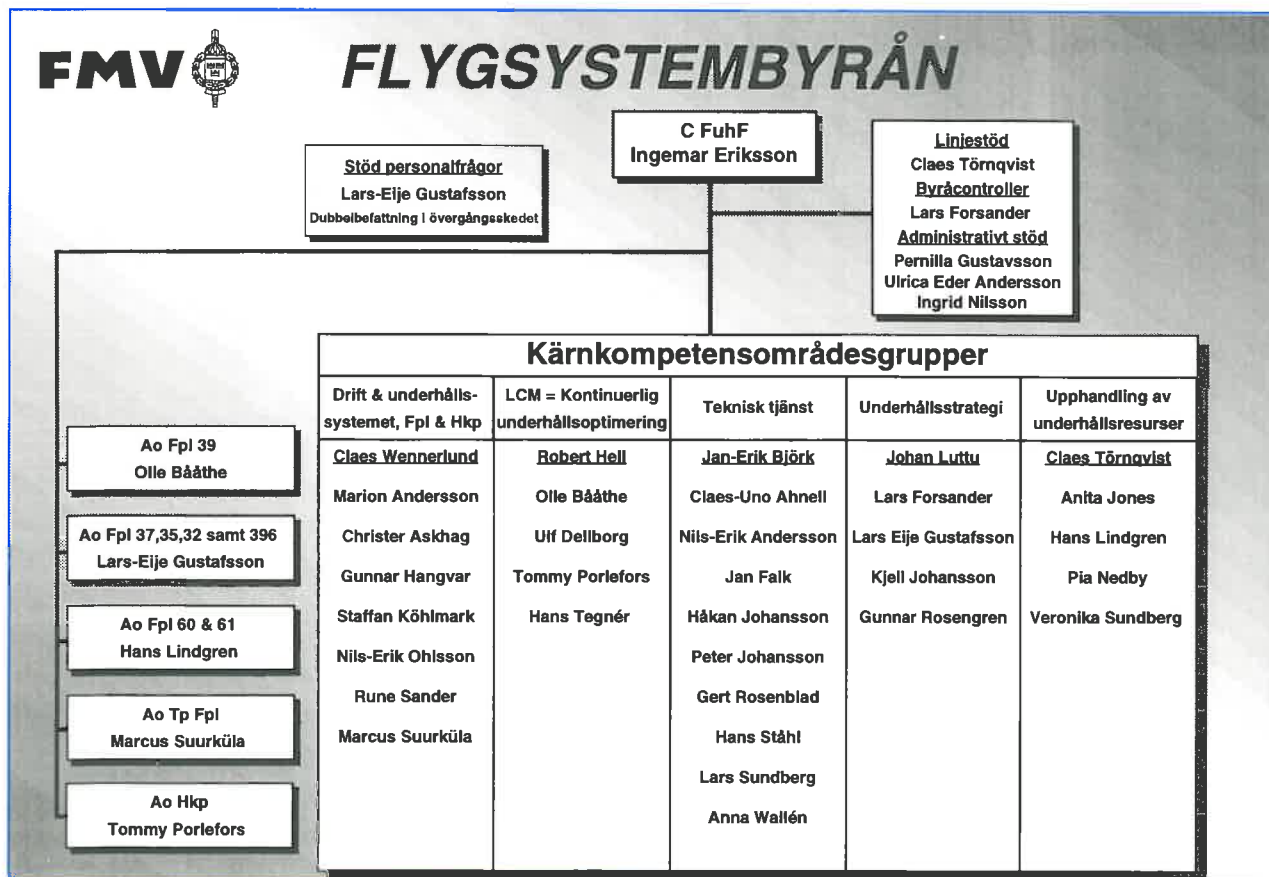 FMV
FLYGSYSTEMBYRÅN
C FuhF
Ingemar Eriksson
Stöd personalfrågor
Lars-Eije Gustafsson
Dubbelbefattning i övergångsskedet
Linjestöd
Claes Törnqvist
Byråcontroller
Lars Forsander
Administrativt stöd
Pernilla Gustavsson
Ulrica Eder Andersson
Ingrid Nilsson
Ao Fpl 39
Olle Bååthe
Ao Fpl 37,35,32 samt 396
Lars-Eije Gustafsson
Ao Fpl 60 & 61
Hans Lindgren
Ao Tp Fpl
Marcus Suurküla
Ao Hkp
Tommy Porlefors
Kärnkompetensområdesgrupper
Drift & underhålls-
systemet, Fpl & Hkp
Claes Wennerlund
Marion Andersson
Christer Askhag
Gunnar Hangvar
Staffan Köhlmark
Nils-Erik Ohlsson
Rune Sander
Marcus Suurküla
LCM = Kontinuerlig
underhållsoptimering
Robert Hell
Olle Bååthe
Ulf Dellborg
Tommy Porlefors
Hans Tegnér
Teknisk tjänst
Jan-Erik Björk
Claes-Uno Ahnell
Nils-Erik Andersson
Jan Falk
Håkan Johansson
Peter Johansson
Gert Rosenblad
Hans Ståhl
Lars Sundberg
Anna Wallén
Underhållsstrategi
Johan Luttu
Lars Forsander
Lars Eije Gustafsson
Kjell Johansson
Gunnar Rosengren
Upphandling av
underhållsresurser
Claes Törnqvist
Anita Jones
Hans Lindgren
Pia Nedby
Veronika Sundberg